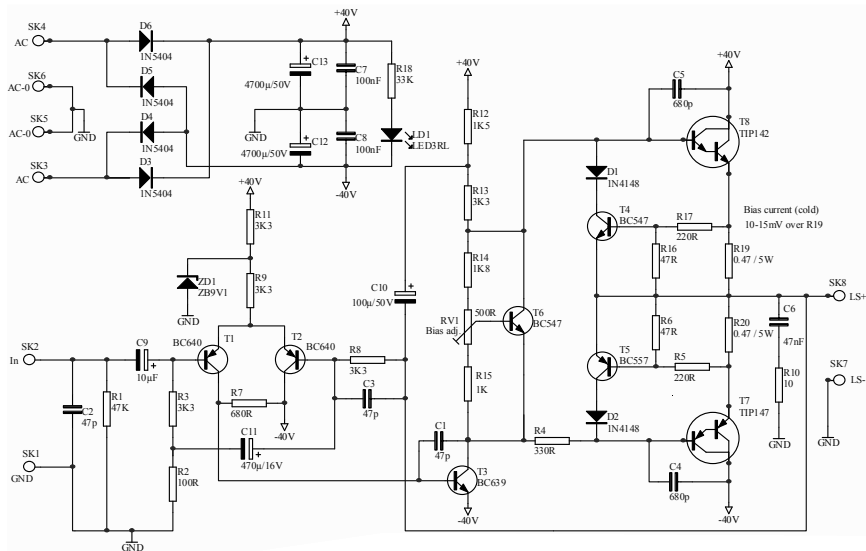 SK4
AC
D6
1N5404
SK6
AC-0
D5
1N5404
SK5
AC-0
GND
D4
1N5404
SK3
AC
D3
1N5404
+40V
C13
4700µ/50V
C7
100nF
R18
33K
GND
C12
4700µ/50V
C8
100nF
LD1
LED3RL
-40V
+40V
R11
3K3
R9
3K3
ZD1
ZB9V1
GND
SK2
In
C9
10µF
BC640
T1
T2
BC640
R8
3K3
C3
47p
C2
47p
R1
47K
R3
3K3
R7
680R
-40V
C11
470µ/16V
R2
100R
SK1
GND
GND
C10
100µ/50V
+40V
R12
1K5
R13
3K3
R14
1K8
RV1
500R
Bias adj.
T6
BC547
R15
1K
C1
47p
T3
BC639
-40V
R4
330R
+40V
C5
680p
T8
TIP142
D1
1N4148
T4
BC547
R17
220R
Bias current (cold)
10-15mV over R19
R16
47R
R19
0.47 / 5W
R6
47R
R20
0.47 / 5W
T5
BC557
R5
220R
D2
1N4148
T7
TIP147
C4
680p
-40V
SK8
LS+
C6
47nF
R10
10
GND
SK7
LS-
GND